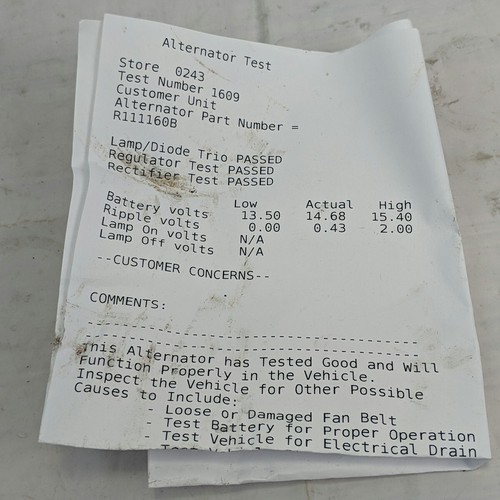 Alternator Test
Store 0243
Test Number 1609
Customer Unit
Alternator Part Number =
R111160B
Lamp/Diode Trio PASSED
Regulator Test PASSED
Rectifier Test PASSED
Low Actual High
Battery volts 13.50 14.68 15.40
Ripple volts 0.00 0.43 2.00
Lamp On volts N/A
Lamp Off volts N/A
--CUSTOMER CONCERNS--
COMMENTS:
This Alternator has Tested Good and Will
Function Properly in the Vehicle.
Inspect the Vehicle for Other Possible
Causes to Include:
- Loose or Damaged Fan Belt
- Test Battery for Proper Operation
- Test Vehicle for Electrical Drain